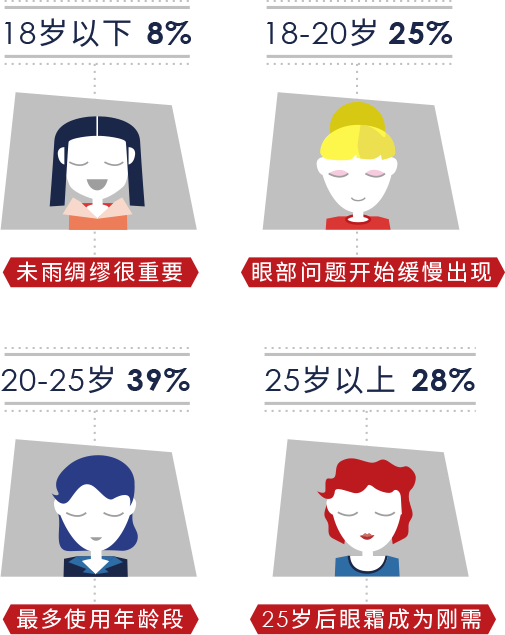 18岁以下 8%
18-20岁 25%
未雨绸缪很重要
眼部问题开始缓慢出现
20-25岁 39%
25岁以上 28%
最多使用年龄段
25岁后眼霜成为刚需